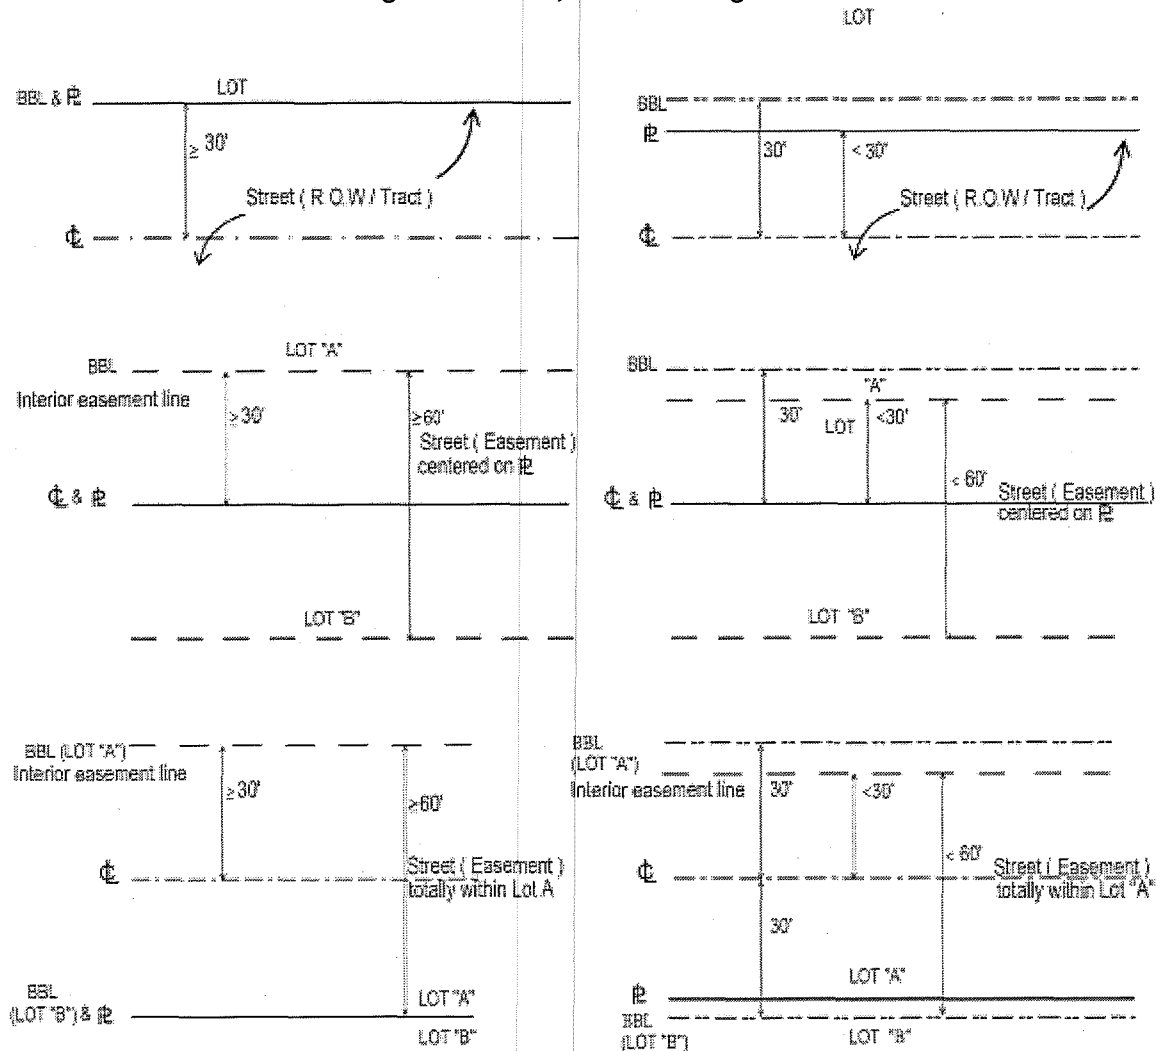 LOT
BBL & ⅊ LOT
≥ 30'
Street ( R.O.W / Tract )
℄
BBL
⅊
30' < 30'
Street ( R.O.W / Tract )
℄
BBL LOT "A"
Interior easement line
≥30' ≥60'
Street ( Easement )
centered on ⅊
℄ & ⅊
LOT "B"
BBL
"A"
30' LOT <30'
< 60'
℄ & ⅊ Street ( Easement )
centered on ⅊
LOT "B"
BBL (LOT "A")
Interior easement line
≥30' ≥60'
℄ Street ( Easement )
totally within Lot A
BBL
(LOT "B") & ⅊ LOT "A"
LOT "B"
BBL
(LOT "A")
Interior easement line 30' <30'
< 60'
℄ Street ( Easement )
totally within Lot "A"
30'
LOT "A"
⅊
BBL
(LOT "B") LOT "B"